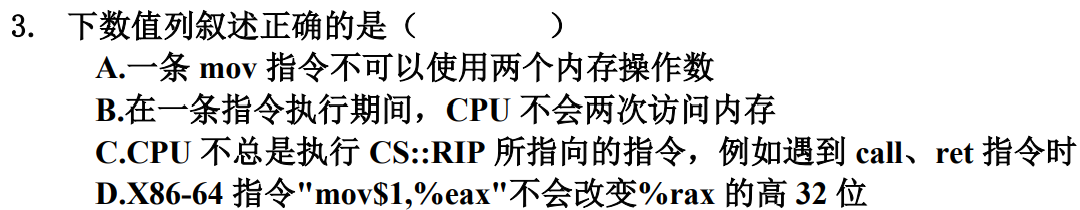 3. 下数值列叙述正确的是（ ）
A.一条 mov 指令不可以使用两个内存操作数
B.在一条指令执行期间，CPU 不会两次访问内存
C.CPU 不总是执行 CS::RIP 所指向的指令，例如遇到 call、ret 指令时
D.X86-64 指令"mov$1,%eax"不会改变%rax 的高 32 位